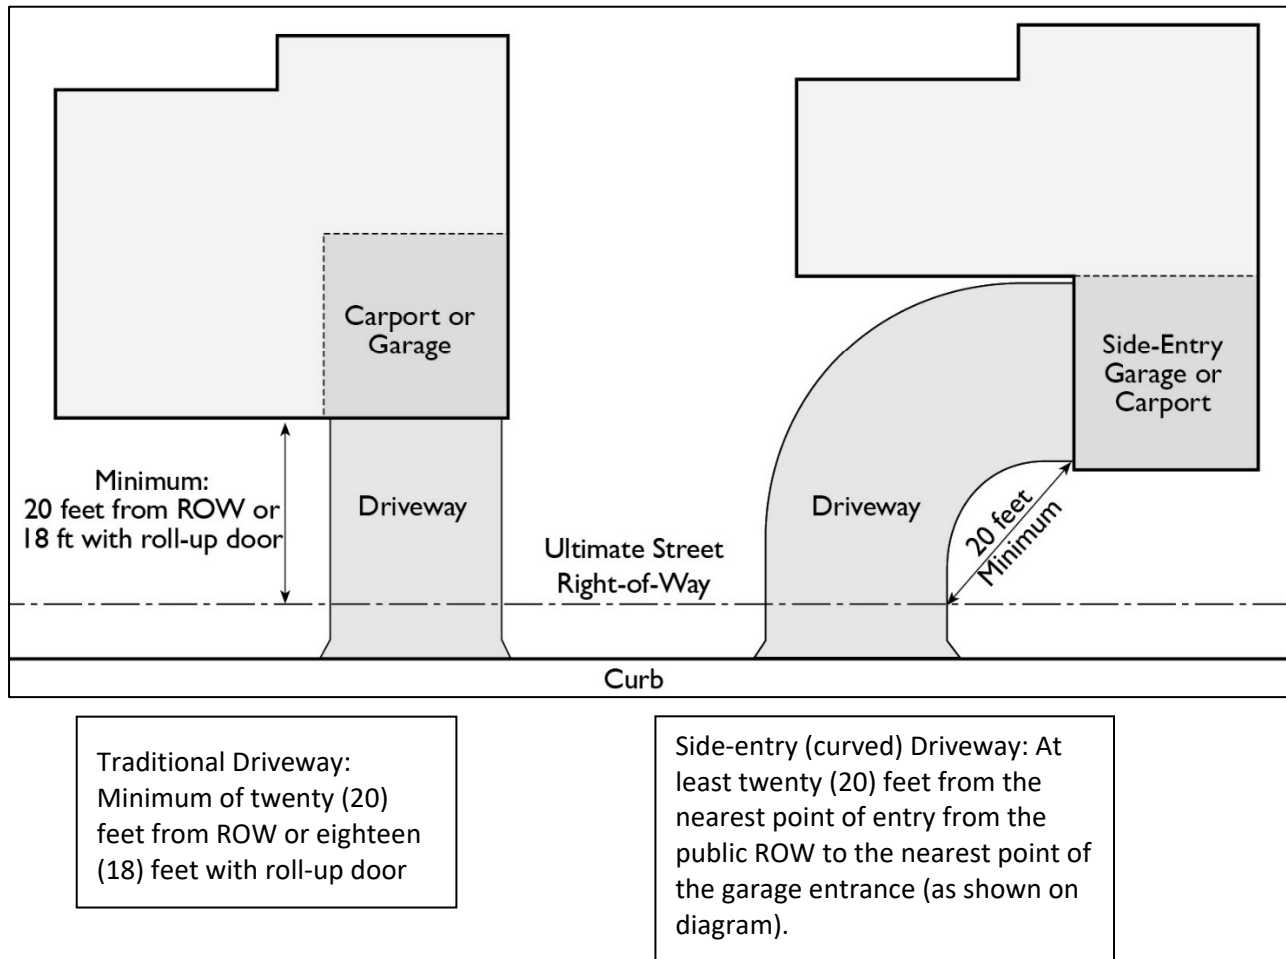 Carport or
Garage
Minimum:
20 feet from ROW or
18 ft with roll-up door
Driveway
Ultimate Street
Right-of-Way
Driveway
Side-Entry
Garage or
Carport
20 feet
Minimum
Curb
Traditional Driveway:
Minimum of twenty (20)
feet from ROW or eighteen
(18) feet with roll-up door
Side-entry (curved) Driveway: At
least twenty (20) feet from the
nearest point of entry from the
public ROW to the nearest point of
the garage entrance (as shown on
diagram).